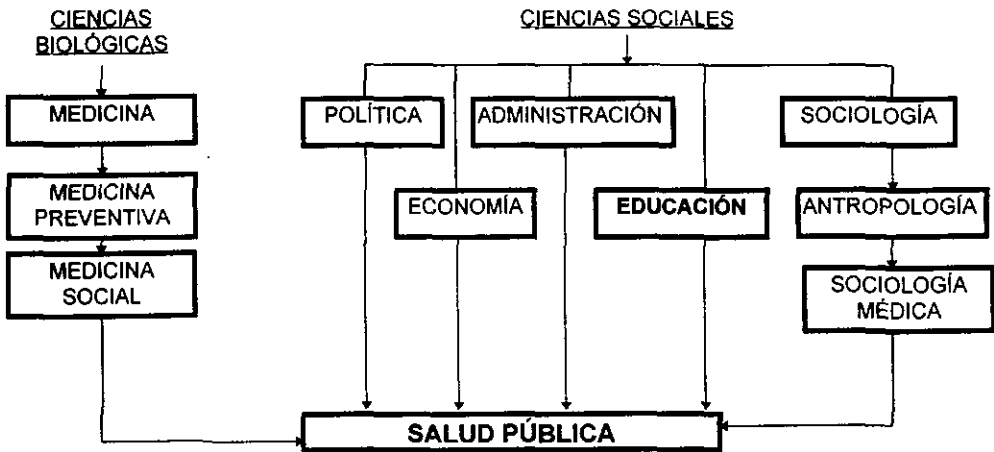 CIENCIAS
BIOLÓGICAS
MEDICINA
MEDICINA
PREVENTIVA
MEDICINA
SOCIAL
CIENCIAS SOCIALES
POLÍTICA
ADMINISTRACIÓN
SOCIOLOGÍA
ECONOMÍA
EDUCACIÓN
ANTROPOLOGÍA
SOCIOLOGÍA
MÉDICA
SALUD PÚBLICA